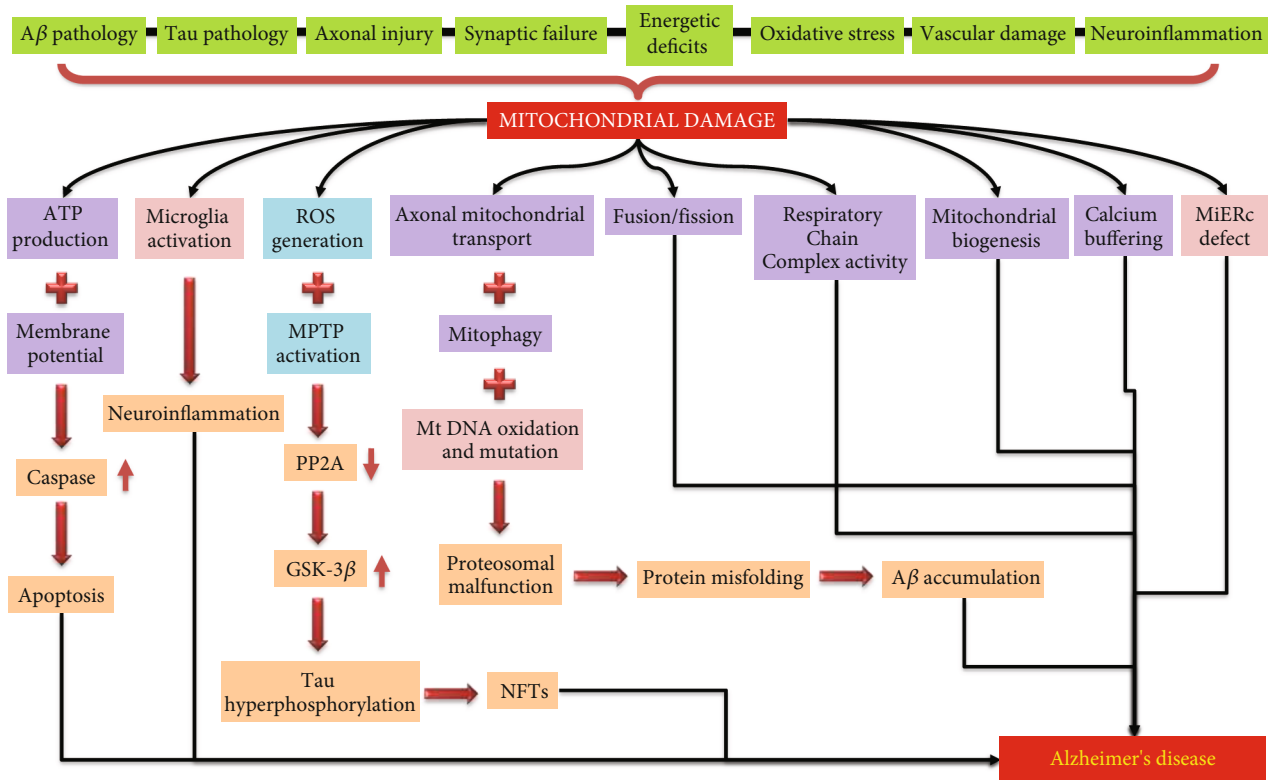 Aβ pathology
Tau pathology
Axonal injury
Synaptic failure
Energetic
deficits
Oxidative stress
Vascular damage
Neuroinflammation
MITOCHONDRIAL DAMAGE
ATP
production
Microglia
activation
ROS
generation
Axonal mitochondrial
transport
Fusion/fission
Respiratory
Chain
Complex activity
Mitochondrial
biogenesis
Calcium
buffering
MiERc
defect
Membrane
potential
MPTP
activation
Mitophagy
Neuroinflammation
Mt DNA oxidation
and mutation
Caspase
PP2A
GSK-3β
Proteosomal
malfunction
Protein misfolding
Aβ accumulation
Apoptosis
Tau
hyperphosphorylation
NFTs
Alzheimer's disease